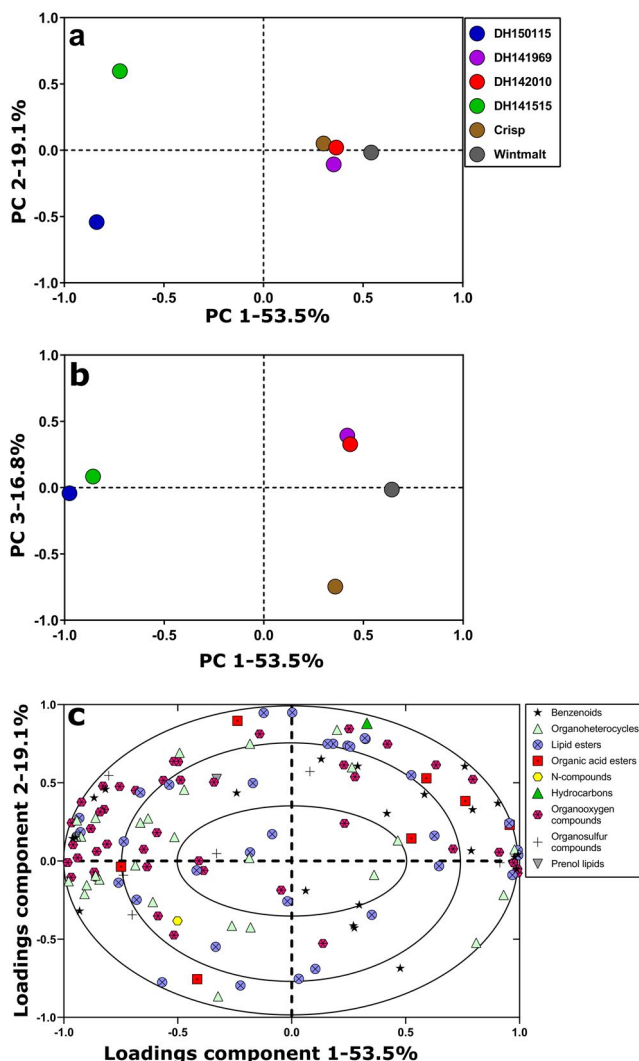 a
1.0
0.5
0.0
-0.5
-1.0
PC 2-19.1%
-1.0 -0.5 0.0 0.5 1.0
PC 1-53.5%
DH150115
DH141969
DH142010
DH141515
Crisp
Wintmalt
b
1.0
0.5
0.0
-0.5
-1.0
PC 3-16.8%
-1.0 -0.5 0.0 0.5 1.0
PC 1-53.5%
c
1.0
0.5
0.0
-0.5
-1.0
Loadings component 2-19.1%
-1.0 -0.5 0.0 0.5 1.0
Loadings component 1-53.5%
Benzenoids
Organoheterocycles
Lipid esters
Organic acid esters
N-compounds
Hydrocarbons
Organooxygen
compounds
Organosulfur
compounds
Prenol lipids